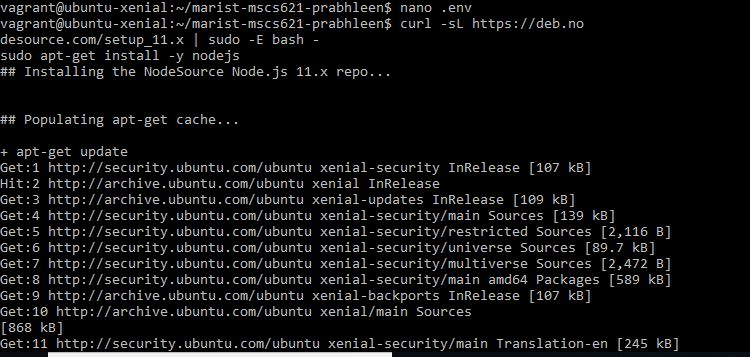 vagrant@ubuntu-xenial:~/marist-mscs621-prabhleen$ nano .env
vagrant@ubuntu-xenial:~/marist-mscs621-prabhleen$ curl -sL https://deb.no
desource.com/setup_11.x | sudo -E bash -
sudo apt-get install -y nodejs
## Installing the NodeSource Node.js 11.x repo...
## Populating apt-get cache...
+ apt-get update
Get:1 http://security.ubuntu.com/ubuntu xenial-security InRelease [107 kB]
Hit:2 http://archive.ubuntu.com/ubuntu xenial InRelease
Get:3 http://archive.ubuntu.com/ubuntu xenial-updates InRelease [109 kB]
Get:4 http://security.ubuntu.com/ubuntu xenial-security/main Sources [139 kB]
Get:5 http://security.ubuntu.com/ubuntu xenial-security/restricted Sources [2,116 B]
Get:6 http://security.ubuntu.com/ubuntu xenial-security/universe Sources [89.7 kB]
Get:7 http://security.ubuntu.com/ubuntu xenial-security/multiverse Sources [2,472 B]
Get:8 http://security.ubuntu.com/ubuntu xenial-security/main amd64 Packages [589 kB]
Get:9 http://archive.ubuntu.com/ubuntu xenial-backports InRelease [107 kB]
Get:10 http://archive.ubuntu.com/ubuntu xenial/main Sources
[868 kB]
Get:11 http://security.ubuntu.com/ubuntu xenial-security/main Translation-en [245 kB]